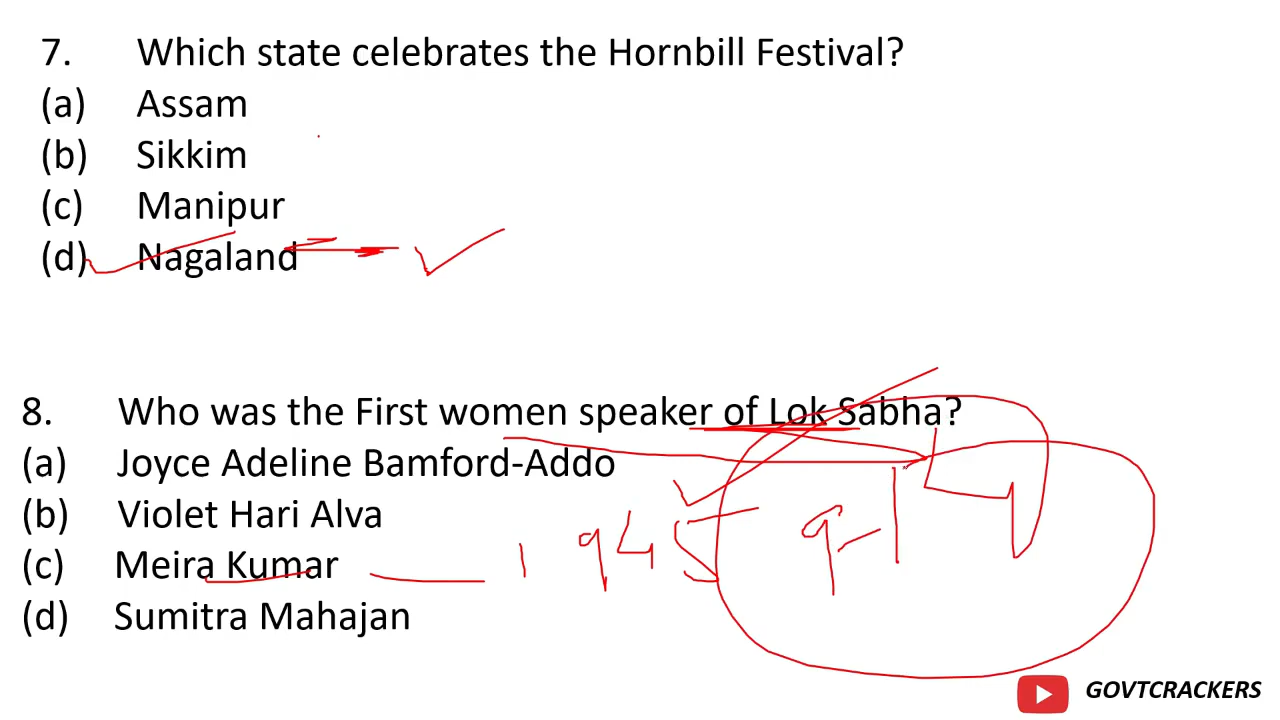 7. Which state celebrates the Hornbill Festival?
(a) Assam
(b) Sikkim
(c) Manipur
(d) Nagaland
8. Who was the First women speaker of Lok Sabha?
(a) Joyce Adeline Bamford-Addo
(b) Violet Hari Alva
(c) Meira Kumar
1945
(d) Sumitra Mahajan
GOVTCRACKERS